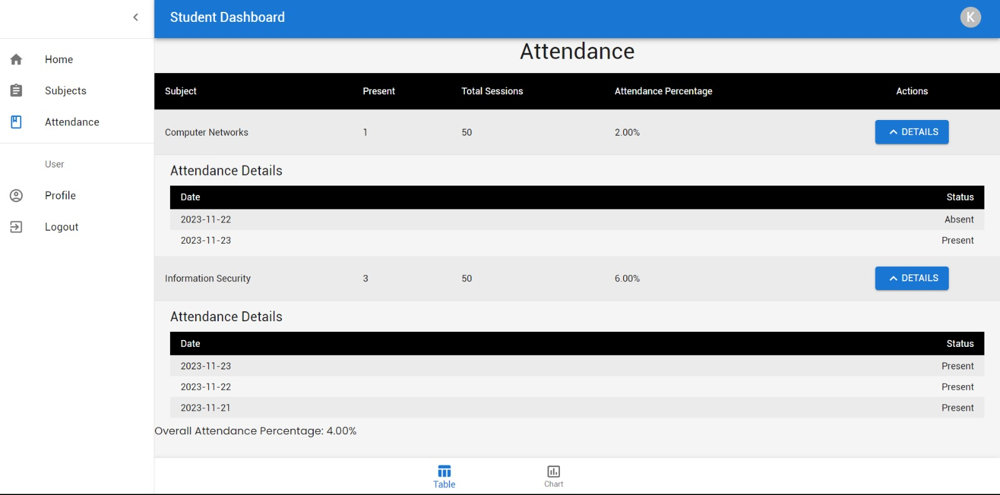 Student Dashboard
K
Home
Subjects
Attendance
User
Profile
Logout
Attendance
Subject Present Total Sessions Attendance Percentage Actions
Computer Networks 1 50 2.00% DETAILS
Attendance Details
Date Status
2023-11-22 Absent
2023-11-23 Present
Information Security 3 50 6.00% DETAILS
Attendance Details
Date Status
2023-11-23 Present
2023-11-22 Present
2023-11-21 Present
Overall Attendance Percentage: 4.00%
Table Chart